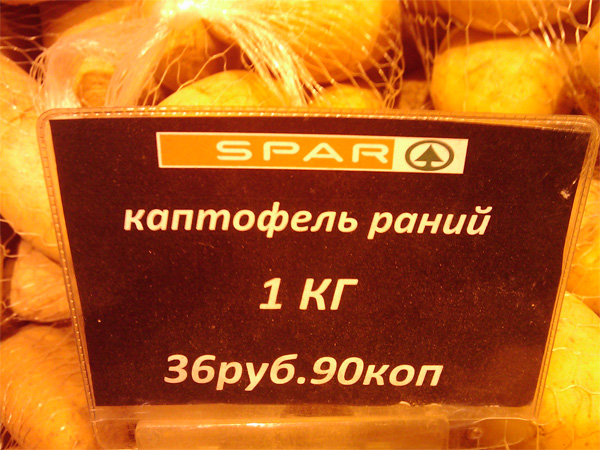 SPAR
каптофель раний
1 КГ
36руб.90коп